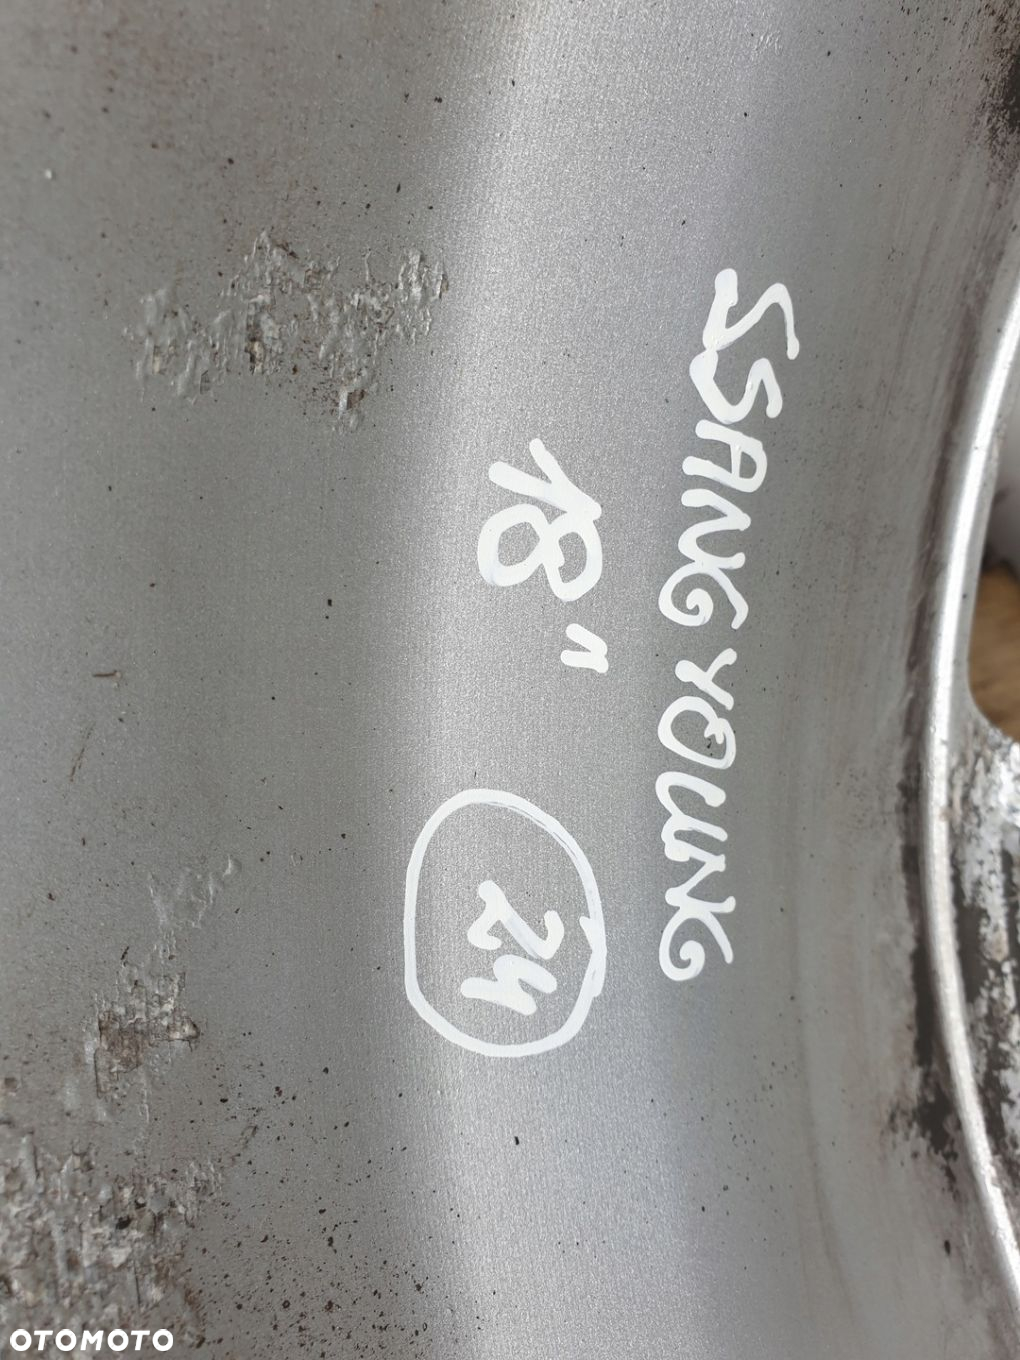 SSANG YOUNG
18"
24
OTOMOTO